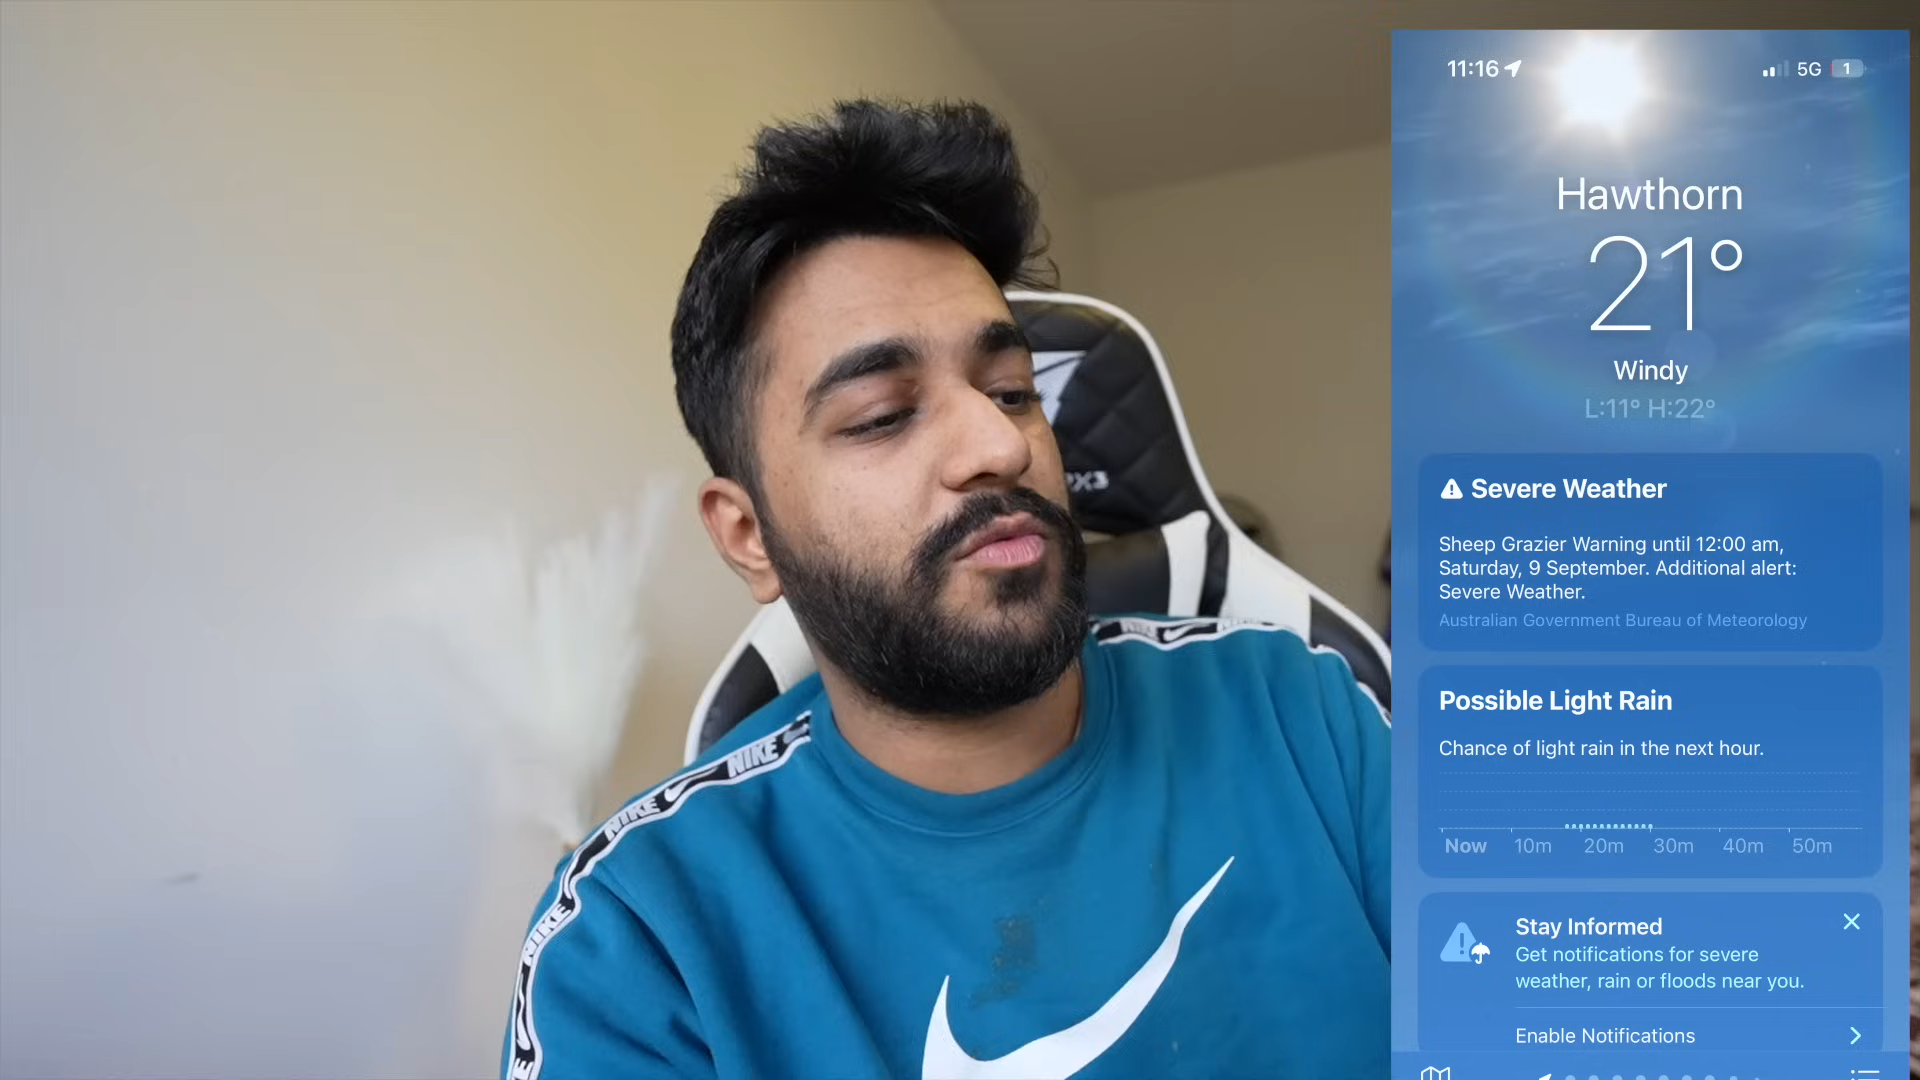 11:16
5G
1
Hawthorn
21°
Windy
L:11° H:22°
Severe Weather
Sheep Grazier Warning until 12:00 am,
Saturday, 9 September. Additional alert:
Severe Weather.
Australian Government Bureau of Meteorology
Possible Light Rain
Chance of light rain in the next hour.
Now 10m 20m 30m 40m 50m
Stay Informed
Get notifications for severe
weather, rain or floods near you.
Enable Notifications
NIKE
NIKE
NIKE